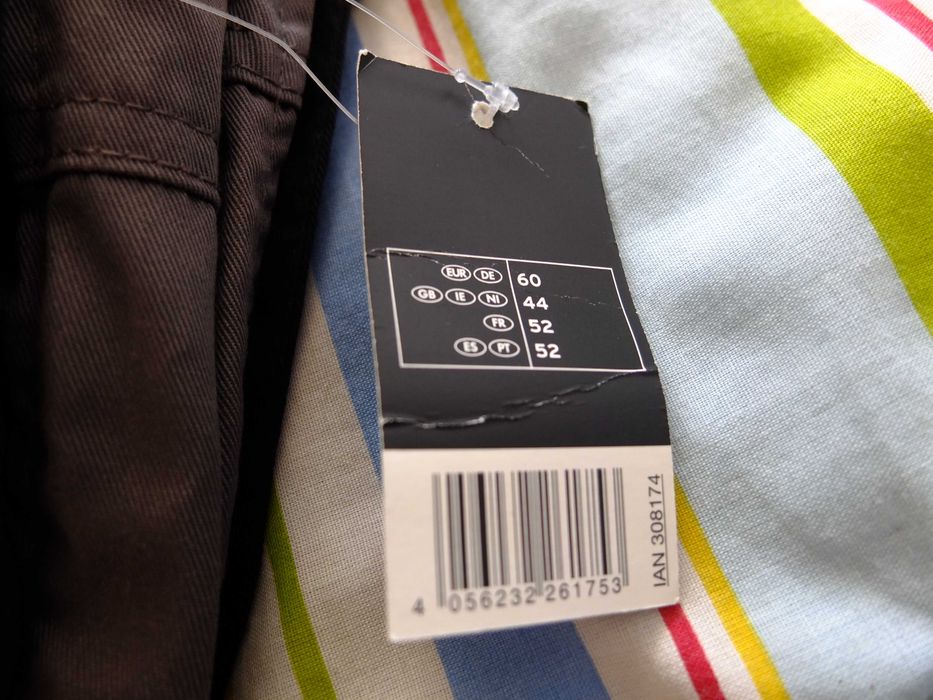 EUR DE 60
GB IE NI 44
FR 52
ES PT 52
IAN 308174
4 056232 261753